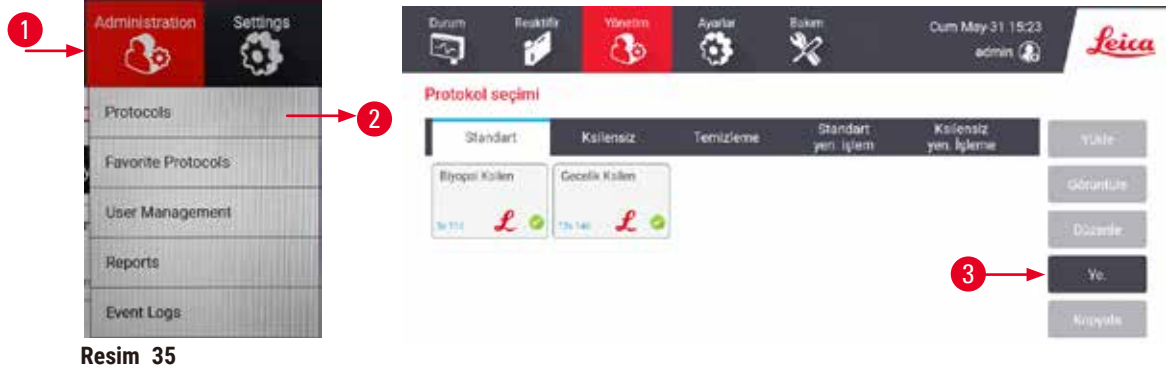 1
Administration Settings
Protocols
2
Favorite Protocols
User Management
Reports
Event Logs
Durum Reaktifir Yönetim Ayarlar Bakım
Cum May-31 15:23
admin
Leica
Protokol seçimi
Standart Ksilensiz Temizleme Standart yen. işlem Ksilensiz yen. İşleme
Yükle
Biyopsi Ksilen Gecelik Ksilen
Görüntüle
Düzenle
3
Ye.
Kopyala
Resim 35